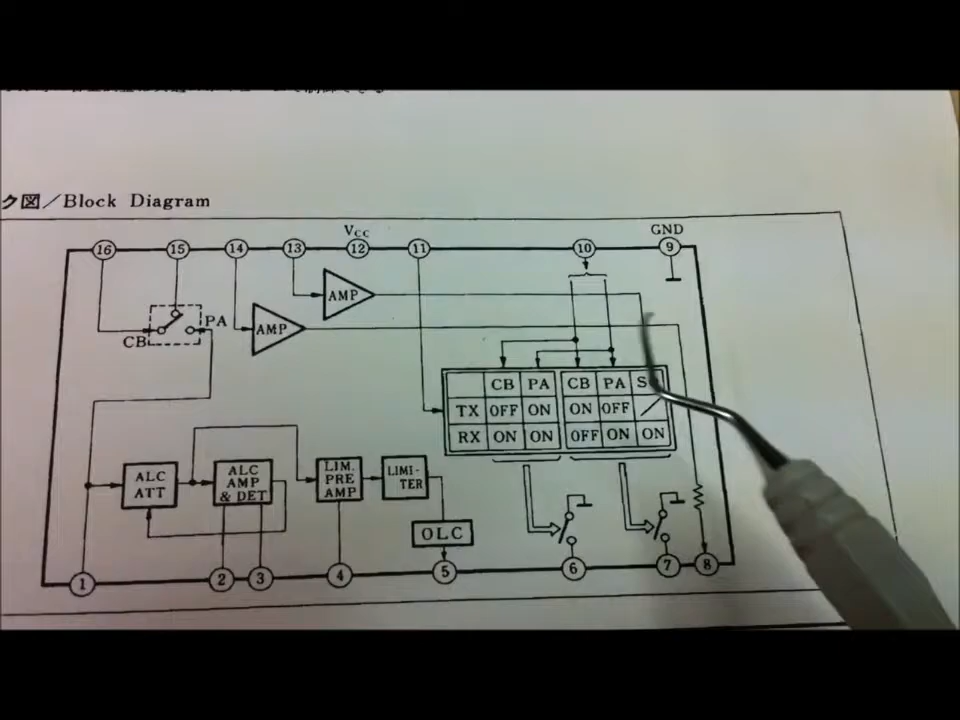 ク図／Block Diagram
Vcc
GND
16 15 14 13 12 11 10 9
AMP
AMP
PA
CB
CB PA CB PA S
TX OFF ON ON OFF
RX ON ON OFF ON ON
ALC ATT
ALC AMP & DET
LIM. PRE AMP
LIMI-TER
OLC
1 2 3 4 5 6 7 8